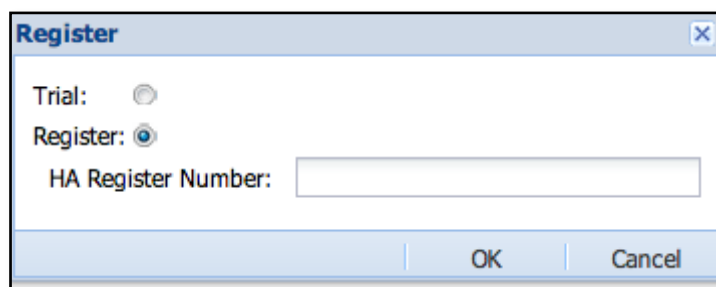 Register
Trial:
Register:
HA Register Number:
OK Cancel